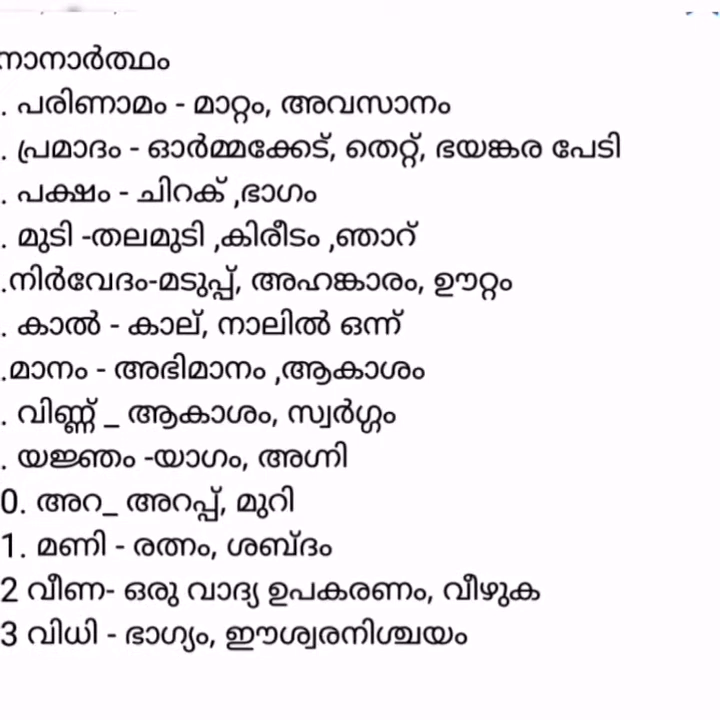 നാനാർത്ഥം
. പരിണാമം - മാറ്റം, അവസാനം
. പ്രമാദം - ഓർമ്മക്കേട്, തെറ്റ്, ഭയങ്കര പേടി
. പക്ഷം - ചിറക് ,ഭാഗം
. മുടി -തലമുടി ,കിരീടം ,ഞാറ്
.നിർവേദം-മടുപ്പ്, അഹങ്കാരം, ഊറ്റം
. കാൽ - കാല്, നാലിൽ ഒന്ന്
.മാനം - അഭിമാനം ,ആകാശം
. വിണ്ണ് _ ആകാശം, സ്വർഗ്ഗം
. യജ്ഞം -യാഗം, അഗ്നി
0. അറ_ അറപ്പ്, മുറി
1. മണി - രത്നം, ശബ്ദം
2 വീണ- ഒരു വാദ്യ ഉപകരണം, വീഴുക
3 വിധി - ഭാഗ്യം, ഈശ്വരനിശ്ചയം